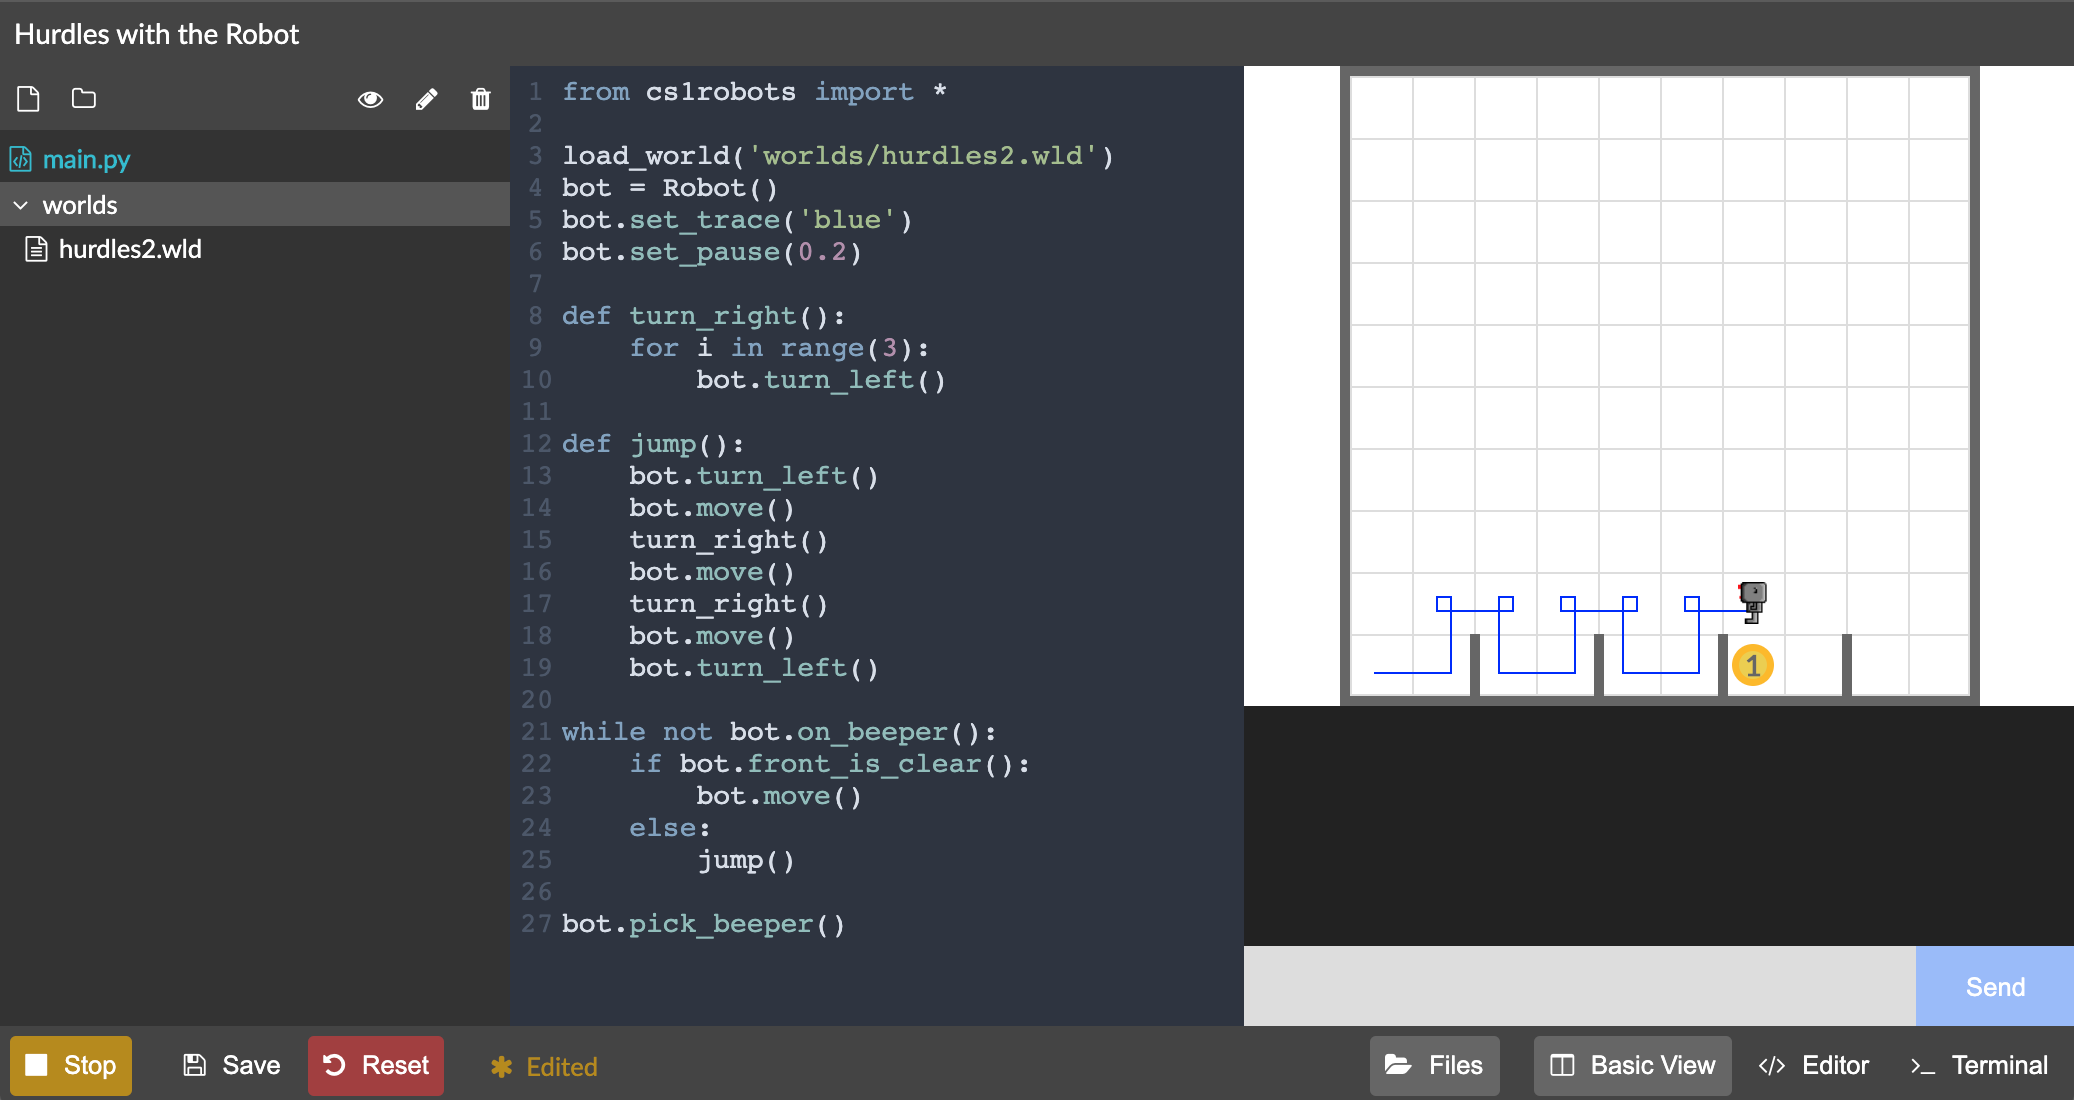 Hurdles with the Robot
main.py
worlds
hurdles2.wld
1 from cs1robots import *
2
3 load_world('worlds/hurdles2.wld')
4 bot = Robot()
5 bot.set_trace('blue')
6 bot.set_pause(0.2)
7
8 def turn_right():
9     for i in range(3):
10         bot.turn_left()
11
12 def jump():
13     bot.turn_left()
14     bot.move()
15     turn_right()
16     bot.move()
17     turn_right()
18     bot.move()
19     bot.turn_left()
20
21 while not bot.on_beeper():
22     if bot.front_is_clear():
23         bot.move()
24     else:
25         jump()
26
27 bot.pick_beeper()
1
Send
Stop Save Reset Edited Files Basic View Editor Terminal